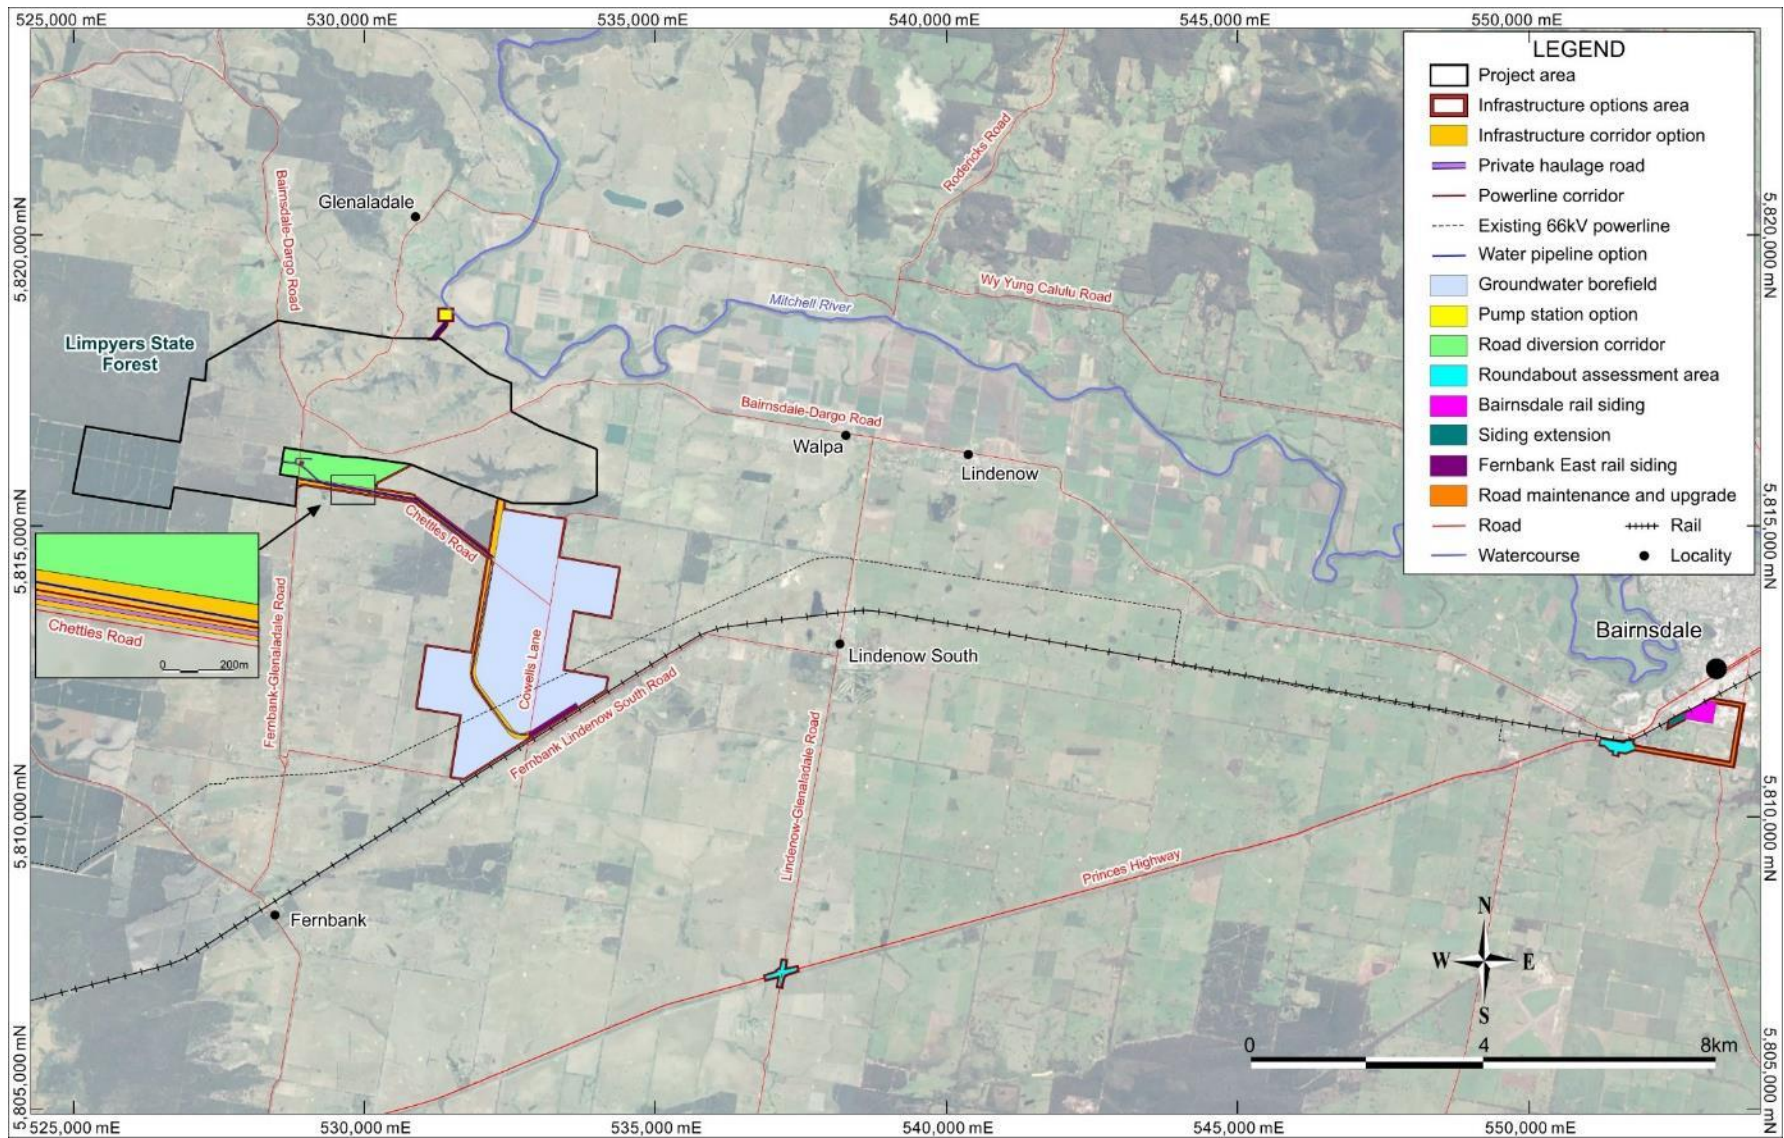 525,000 mE
530,000 mE
535,000 mE
540,000 mE
545,000 mE
550,000 mE
LEGEND
Project area
Infrastructure options area
Infrastructure corridor option
Private haulage road
Powerline corridor
Existing 66kV powerline
Water pipeline option
Groundwater borefield
Pump station option
Road diversion corridor
Roundabout assessment area
Bairnsdale rail siding
Siding extension
Fernbank East rail siding
Road maintenance and upgrade
Road
Rail
Watercourse
Locality
Rodericks Road
Bairnsdale-Dargo Road
Glenaladale
5,820,000 mN
5,820,000 mN
Wy Yung Calulu Road
Mitchell River
Limpyers State
Forest
Bairnsdale-Dargo Road
Walpa
Lindenow
5,815,000 mN
5,815,000 mN
Chettles Road
Chettles Road
0
200m
Fernbank-Glenaladale Road
Cowells Lane
Lindenow South
Bairnsdale
Fernbank Lindenow South Road
Lindenow-Glenaladale Road
5,810,000 mN
5,810,000 mN
Princes Highway
Fernbank
N
W
E
S
0
4
8km
5,805,000 mN
5,805,000 mN
525,000 mE
530,000 mE
535,000 mE
540,000 mE
545,000 mE
550,000 mE